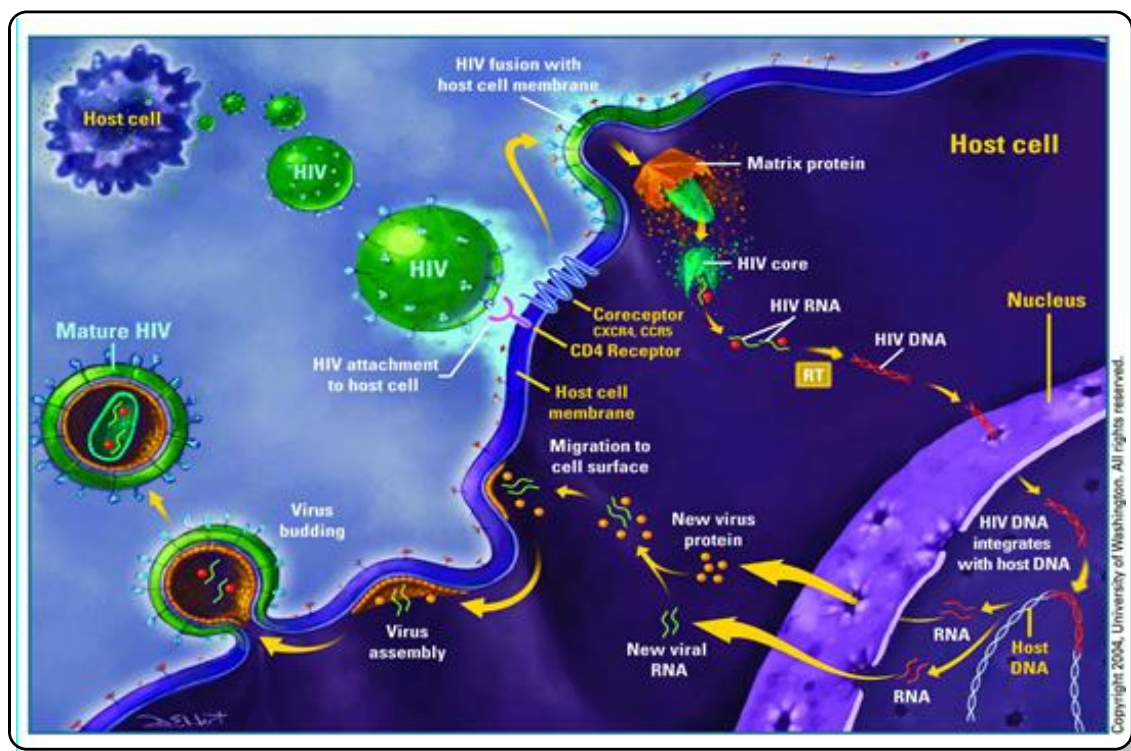 HIV fusion with
host cell membrane
Host cell
HIV
Host cell
Matrix protein
HIV
HIV core
Mature HIV
Coreceptor
CXCR4, CCR5
CD4 Receptor
HIV RNA
Nucleus
HIV DNA
RT
HIV attachment
to host cell
Host cell
membrane
Migration to
cell surface
Virus
budding
New virus
protein
HIV DNA
integrates
with host DNA
Virus
assembly
New viral
RNA
RNA
Host
DNA
RNA
Copyright 2004, University of Washington. All rights reserved.